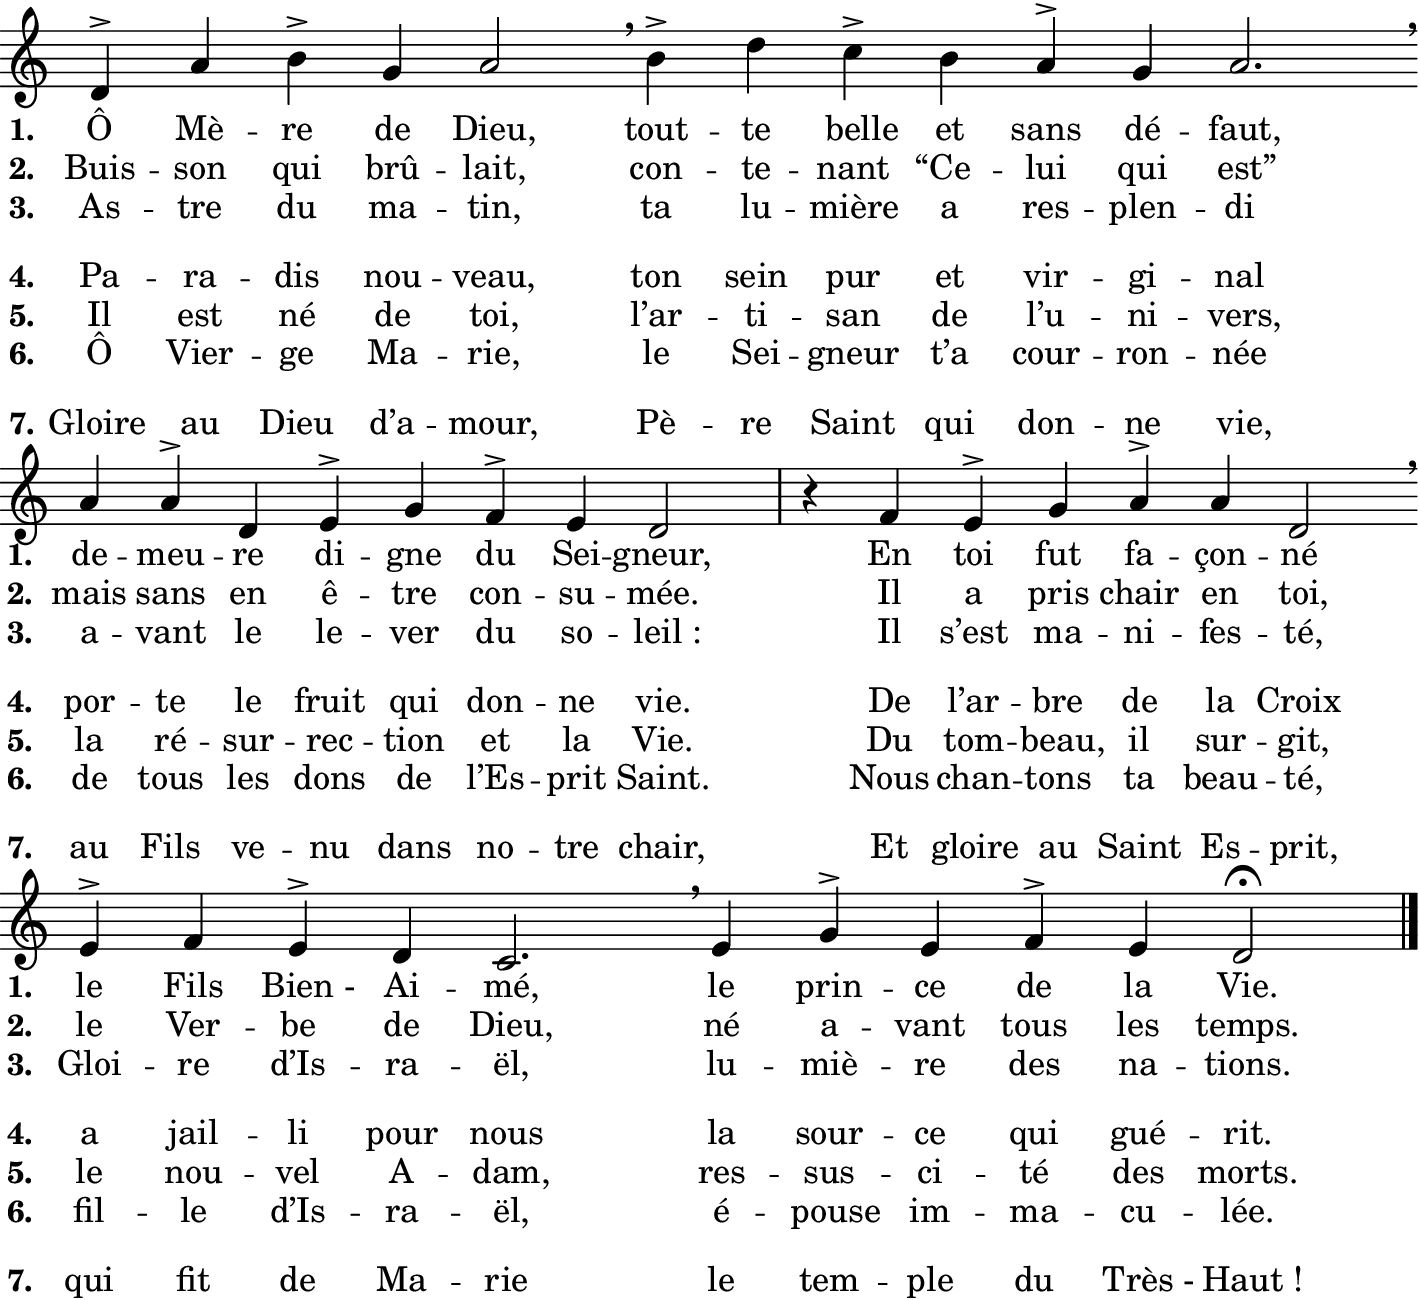 1. Ô Mè - re de Dieu, tout - te belle et sans dé - faut,
2. Buis - son qui brû - lait, con - te - nant “Ce - lui qui est”
3. As - tre du ma - tin, ta lu - mière a res - plen - di
4. Pa - ra - dis nou - veau, ton sein pur et vir - gi - nal
5. Il est né de toi, l’ar - ti - san de l’u - ni - vers,
6. Ô Vier - ge Ma - rie, le Sei - gneur t’a cour - ron - née
7. Gloire au Dieu d’a - mour, Pè - re Saint qui don - ne vie,
1. de - meu - re di - gne du Sei - gneur, En toi fut fa - çon - né
2. mais sans en ê - tre con - su - mée. Il a pris chair en toi,
3. a - vant le le - ver du so - leil : Il s’est ma - ni - fes - té,
4. por - te le fruit qui don - ne vie. De l’ar - bre de la Croix
5. la ré - sur - rec - tion et la Vie. Du tom - beau, il sur - git,
6. de tous les dons de l’Es - prit Saint. Nous chan - tons ta beau - té,
7. au Fils ve - nu dans no - tre chair, Et gloire au Saint Es - prit,
1. le Fils Bien - Ai - mé, le prin - ce de la Vie.
2. le Ver - be de Dieu, né a - vant tous les temps.
3. Gloi - re d’Is - ra - ël, lu - miè - re des na - tions.
4. a jail - li pour nous la sour - ce qui gué - rit.
5. le nou - vel A - dam, res - sus - ci - té des morts.
6. fil - le d’Is - ra - ël, é - pouse im - ma - cu - lée.
7. qui fit de Ma - rie le tem - ple du Très - Haut !